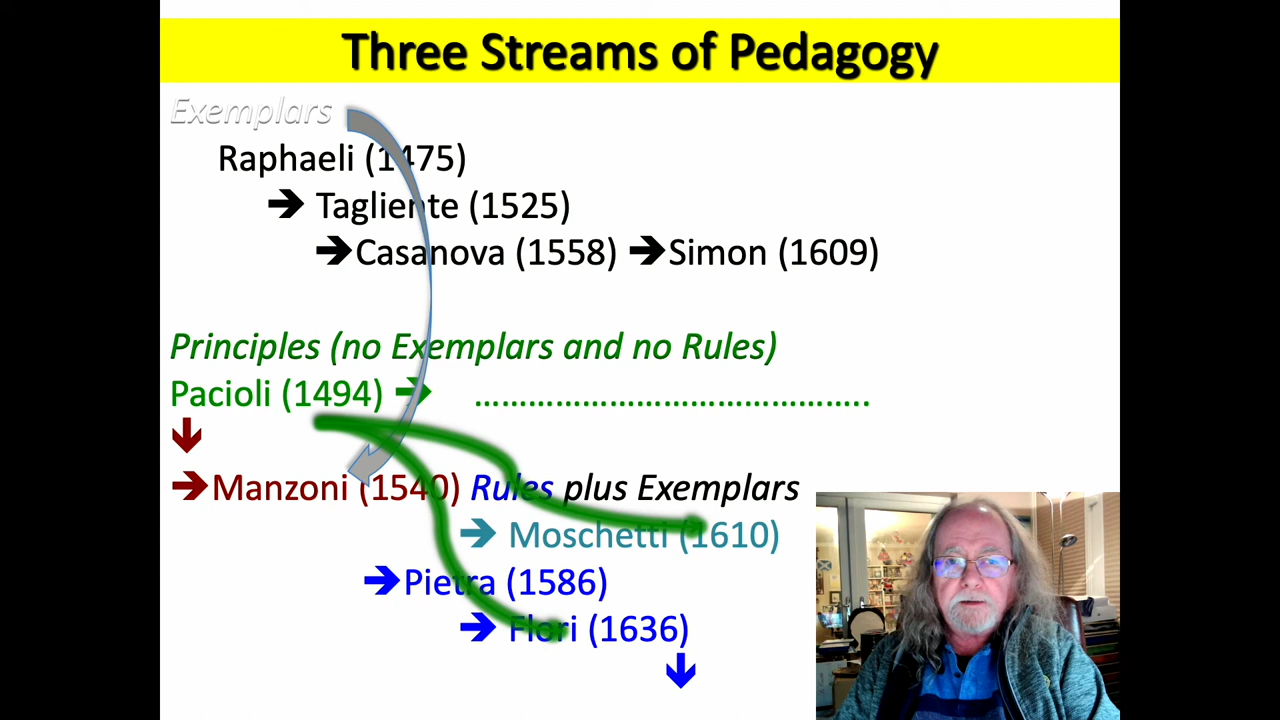 Three Streams of Pedagogy
Exemplars
Raphaeli (1475)
➔ Tagliente (1525)
➔Casanova (1558) ➔Simon (1609)
Principles (no Exemplars and no Rules)
Pacioli (1494) ➔ …………………………………….
➔Manzoni (1540) Rules plus Exemplars
➔ Moschetti (1610)
➔Pietra (1586)
➔ Flori (1636)